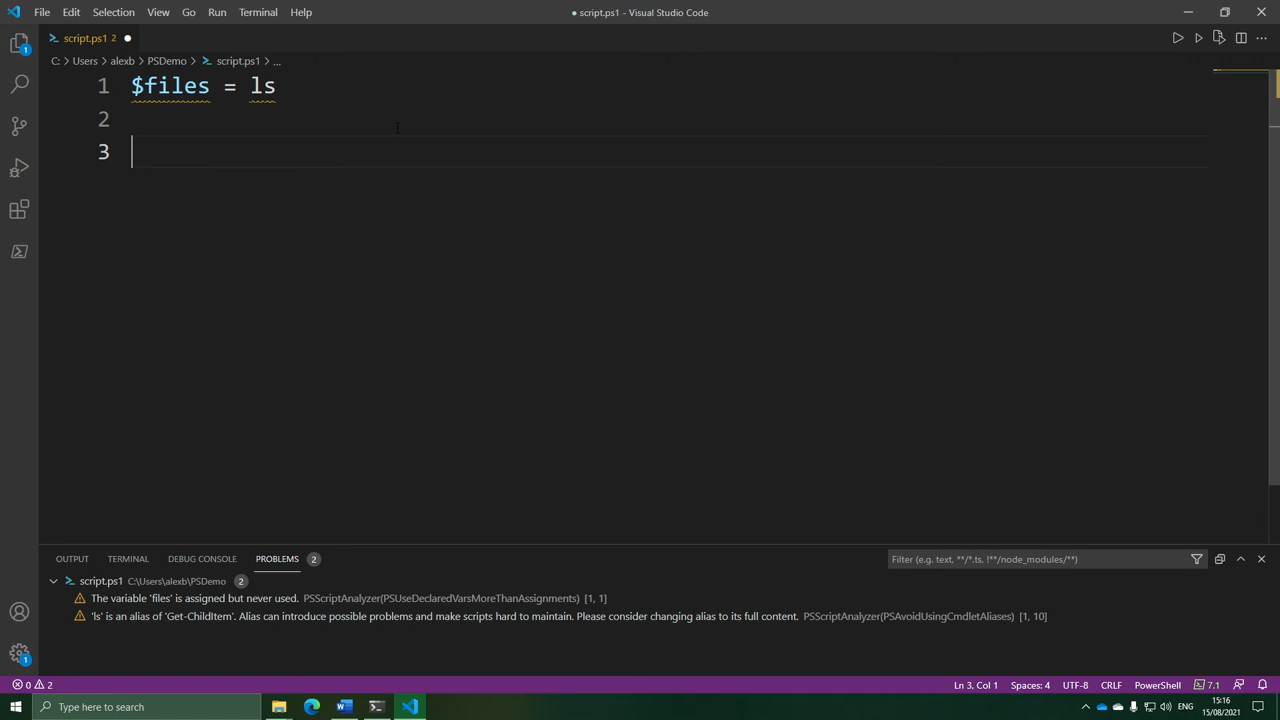 File Edit Selection View Go Run Terminal Help
● script.ps1 - Visual Studio Code
script.ps1 2 ●
C: > Users > alexb > PSDemo > script.ps1 > ...
1 $files = ls
2
3
1
OUTPUT TERMINAL DEBUG CONSOLE PROBLEMS 2
Filter (e.g. text, **/*.ts, !**/node_modules/**)
script.ps1 C:\Users\alexb\PSDemo 2
The variable 'files' is assigned but never used. PSScriptAnalyzer(PSUseDeclaredVarsMoreThanAssignments) [1, 1]
'ls' is an alias of 'Get-ChildItem'. Alias can introduce possible problems and make scripts hard to maintain. Please consider changing alias to its full content. PSScriptAnalyzer(PSAvoidUsingCmdletAliases) [1, 10]
1
0 2
Ln 3, Col 1 Spaces: 4 UTF-8 CRLF PowerShell 7.1
Type here to search
ENG
15:16
15/08/2021